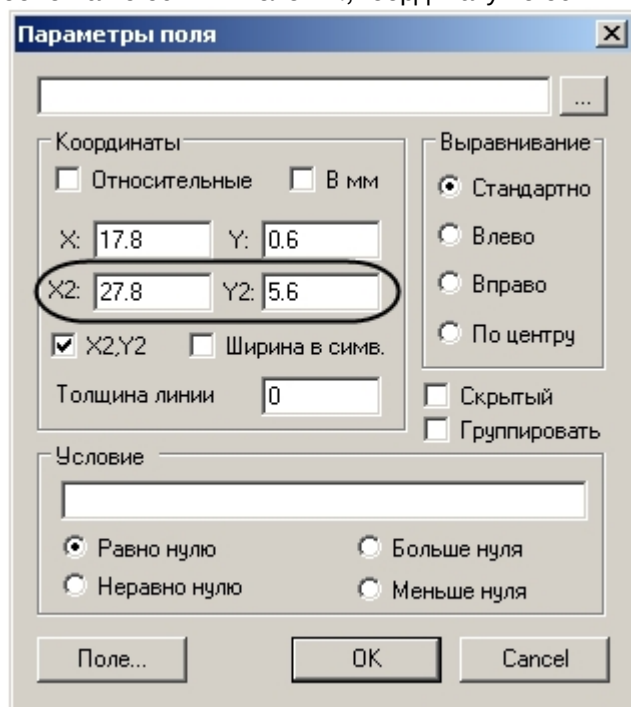 Параметры поля
...
Координаты
Относительные
В мм
X: 17.8
Y: 0.6
X2: 27.8
Y2: 5.6
X2,Y2
Ширина в симв.
Толщина линии 0
Выравнивание
Стандартно
Влево
Вправо
По центру
Скрытый
Группировать
Условие
Равно нулю
Больше нуля
Неравно нулю
Меньше нуля
Поле...
OK
Cancel